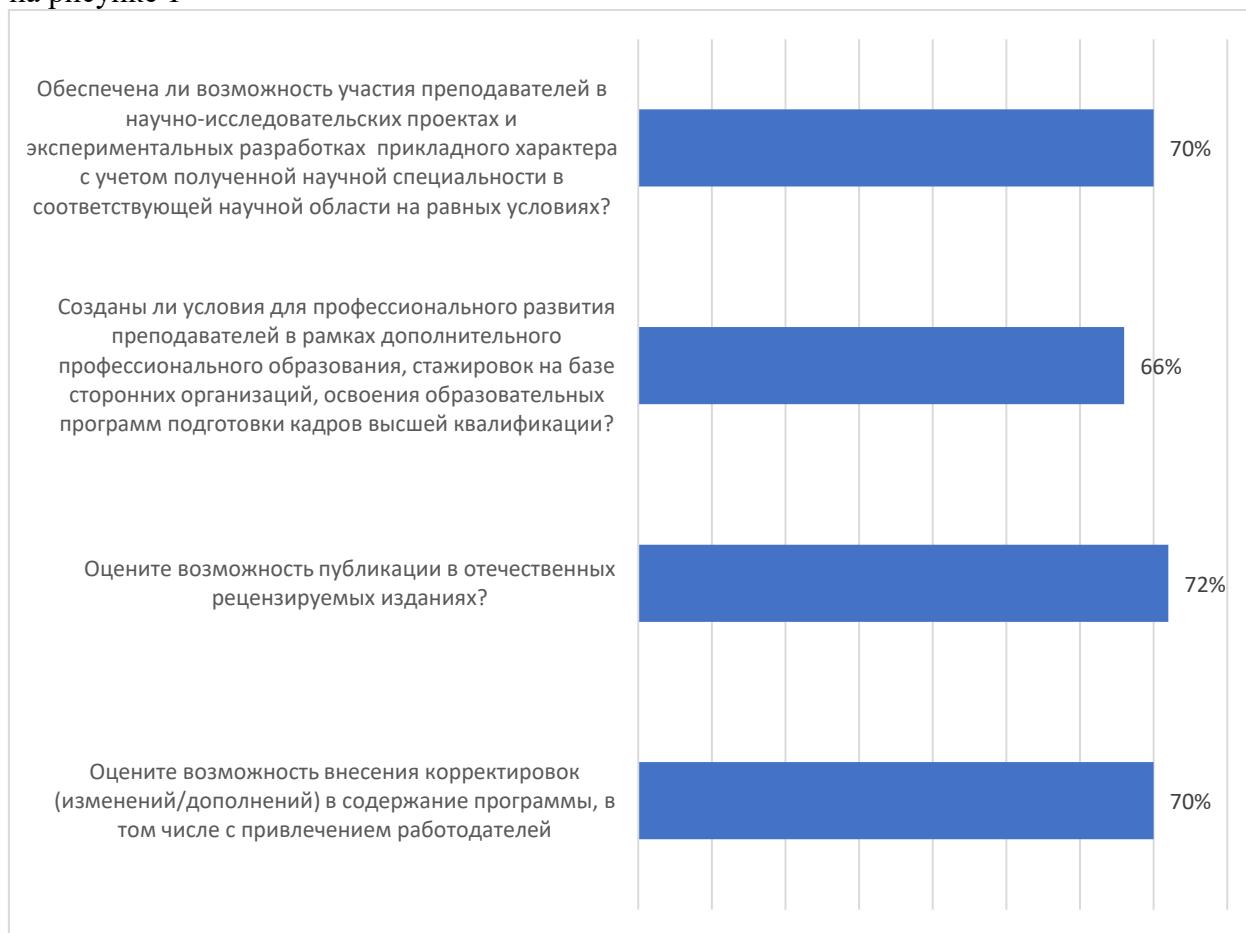 на рисунке 1
Обеспечена ли возможность участия преподавателей в
научно-исследовательских проектах и
экспериментальных разработках прикладного характера
с учетом полученной научной специальности в
соответствующей научной области на равных условиях?
70%
Созданы ли условия для профессионального развития
преподавателей в рамках дополнительного
профессионального образования, стажировок на базе
сторонних организаций, освоения образовательных
программ подготовки кадров высшей квалификации?
66%
Оцените возможность публикации в отечественных
рецензируемых изданиях?
72%
Оцените возможность внесения корректировок
(изменений/дополнений) в содержание программы, в
том числе с привлечением работодателей
70%